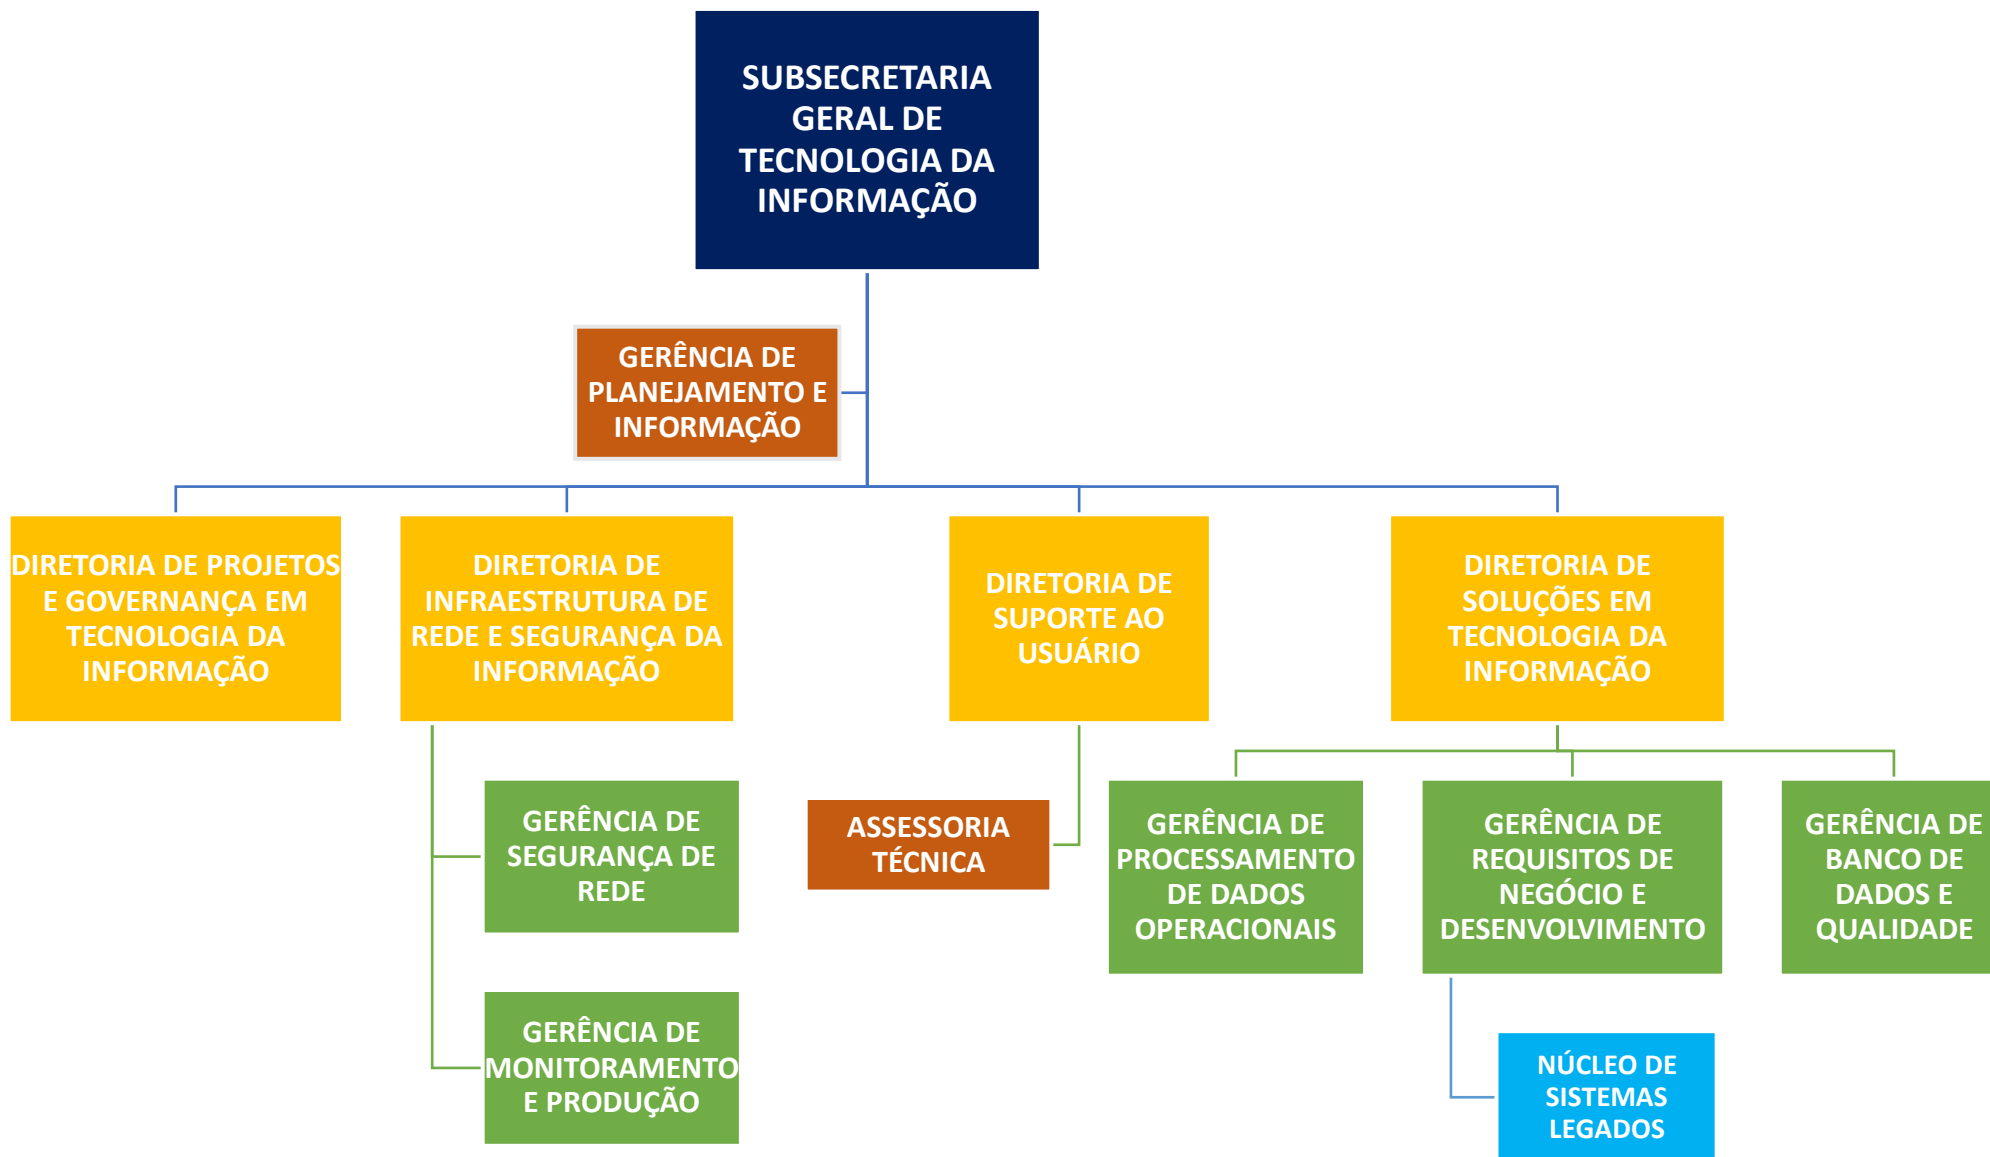 SUBSECRETARIA
GERAL DE
TECNOLOGIA DA
INFORMAÇÃO
GERÊNCIA DE
PLANEJAMENTO E
INFORMAÇÃO
DIRETORIA DE PROJETOS
E GOVERNANÇA EM
TECNOLOGIA DA
INFORMAÇÃO
DIRETORIA DE
INFRAESTRUTURA DE
REDE E SEGURANÇA DA
INFORMAÇÃO
DIRETORIA DE
SUPORTE AO
USUÁRIO
DIRETORIA DE
SOLUÇÕES EM
TECNOLOGIA DA
INFORMAÇÃO
GERÊNCIA DE
SEGURANÇA DE
REDE
ASSESSORIA
TÉCNICA
GERÊNCIA DE
PROCESSAMENTO
DE DADOS
OPERACIONAIS
GERÊNCIA DE
REQUISITOS DE
NEGÓCIO E
DESENVOLVIMENTO
GERÊNCIA DE
BANCO DE
DADOS E
QUALIDADE
GERÊNCIA DE
MONITORAMENTO
E PRODUÇÃO
NÚCLEO DE
SISTEMAS
LEGADOS